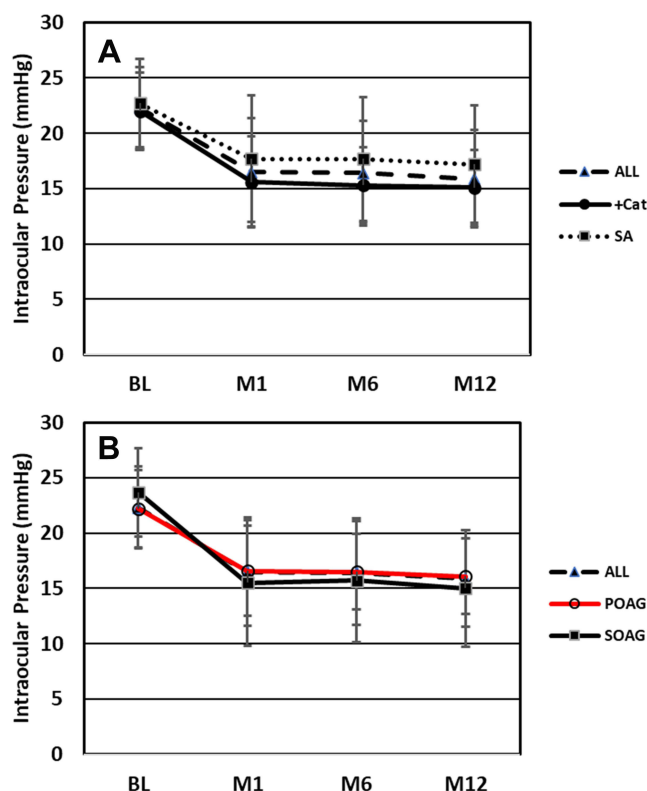 A
Intraocular Pressure (mmHg)
30
25
20
15
10
5
0
BL M1 M6 M12
ALL
+Cat
SA
B
Intraocular Pressure (mmHg)
30
25
20
15
10
5
0
BL M1 M6 M12
ALL
POAG
SOAG